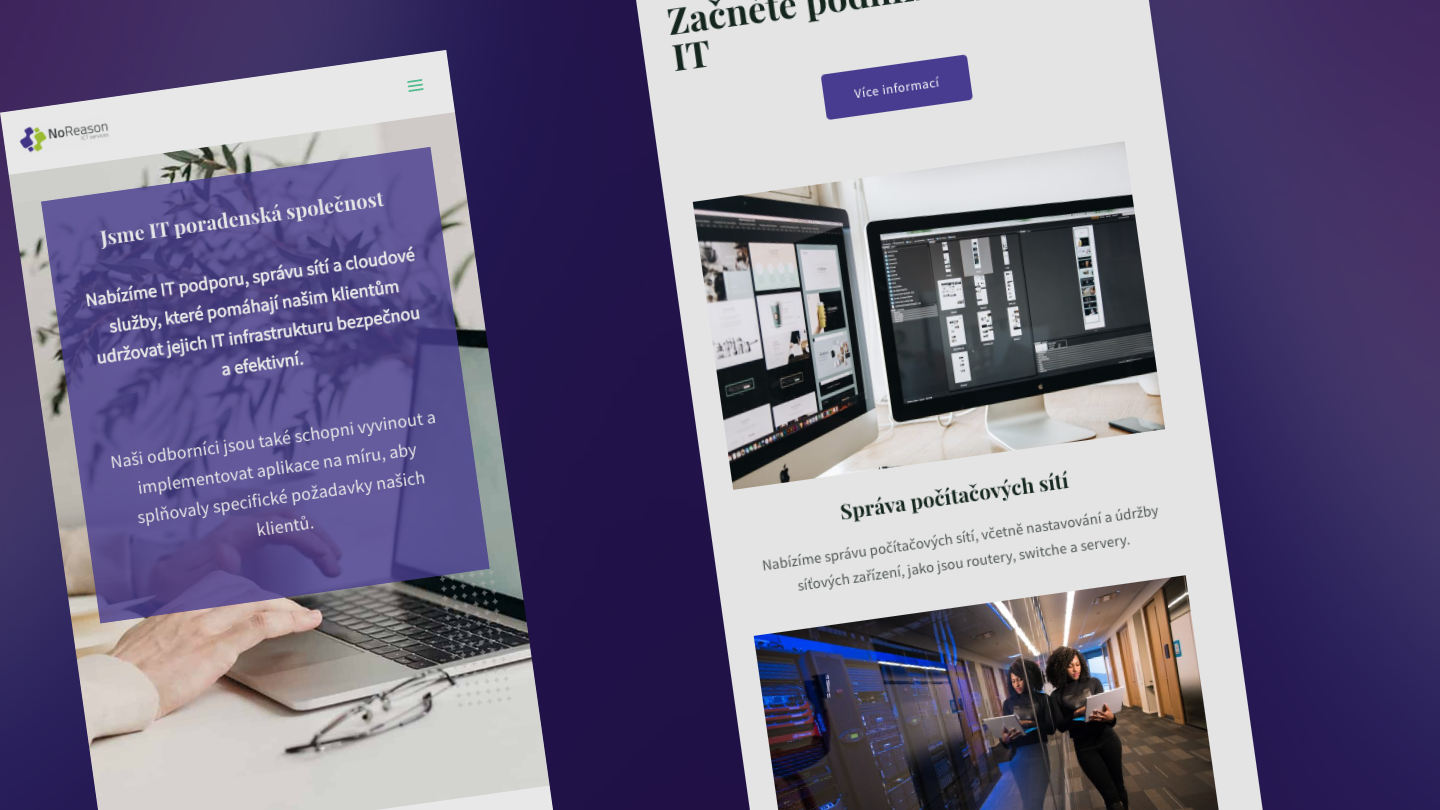 NoReason
ICT services
Jsme IT poradenská společnost
Nabízíme IT podporu, správu sítí a cloudové
služby, které pomáhají našim klientům
udržovat jejich IT infrastrukturu bezpečnou
a efektivní.
Naši odborníci jsou také schopni vyvinout a
implementovat aplikace na míru, aby
splňovaly specifické požadavky našich
klientů.
Začněte
IT
Více informací
Správa počítačových sítí
Nabízíme správu počítačových sítí, včetně nastavování a údržby
síťových zařízení, jako jsou routery, switche a servery.